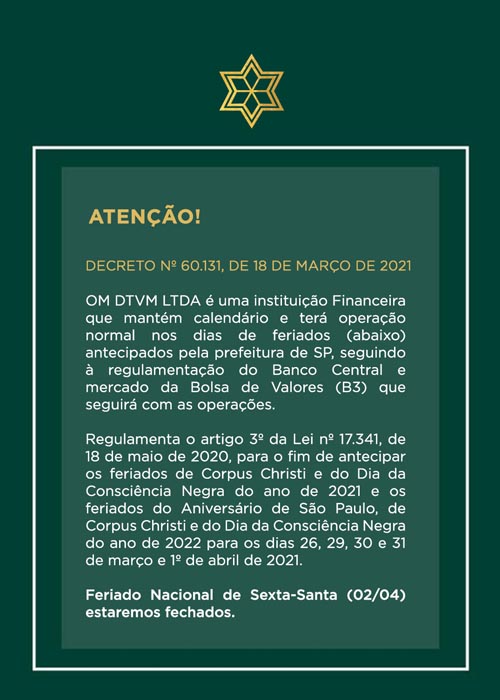 ATENÇÃO!
DECRETO Nº 60.131, DE 18 DE MARÇO DE 2021
OM DTVM LTDA é uma instituição Financeira
que mantém calendário e terá operação
normal nos dias de feriados (abaixo)
antecipados pela prefeitura de SP, seguindo
à regulamentação do Banco Central e
mercado da Bolsa de Valores (B3) que
seguirá com as operações.
Regulamenta o artigo 3º da Lei nº 17.341, de
18 de maio de 2020, para o fim de antecipar
os feriados de Corpus Christi e do Dia da
Consciência Negra do ano de 2021 e os
feriados do Aniversário de São Paulo, de
Corpus Christi e do Dia da Consciência Negra
do ano de 2022 para os dias 26, 29, 30 e 31
de março e 1º de abril de 2021.
Feriado Nacional de Sexta-Santa (02/04)
estaremos fechados.